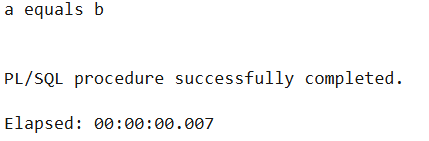 a equals b
PL/SQL procedure successfully completed.
Elapsed: 00:00:00.007